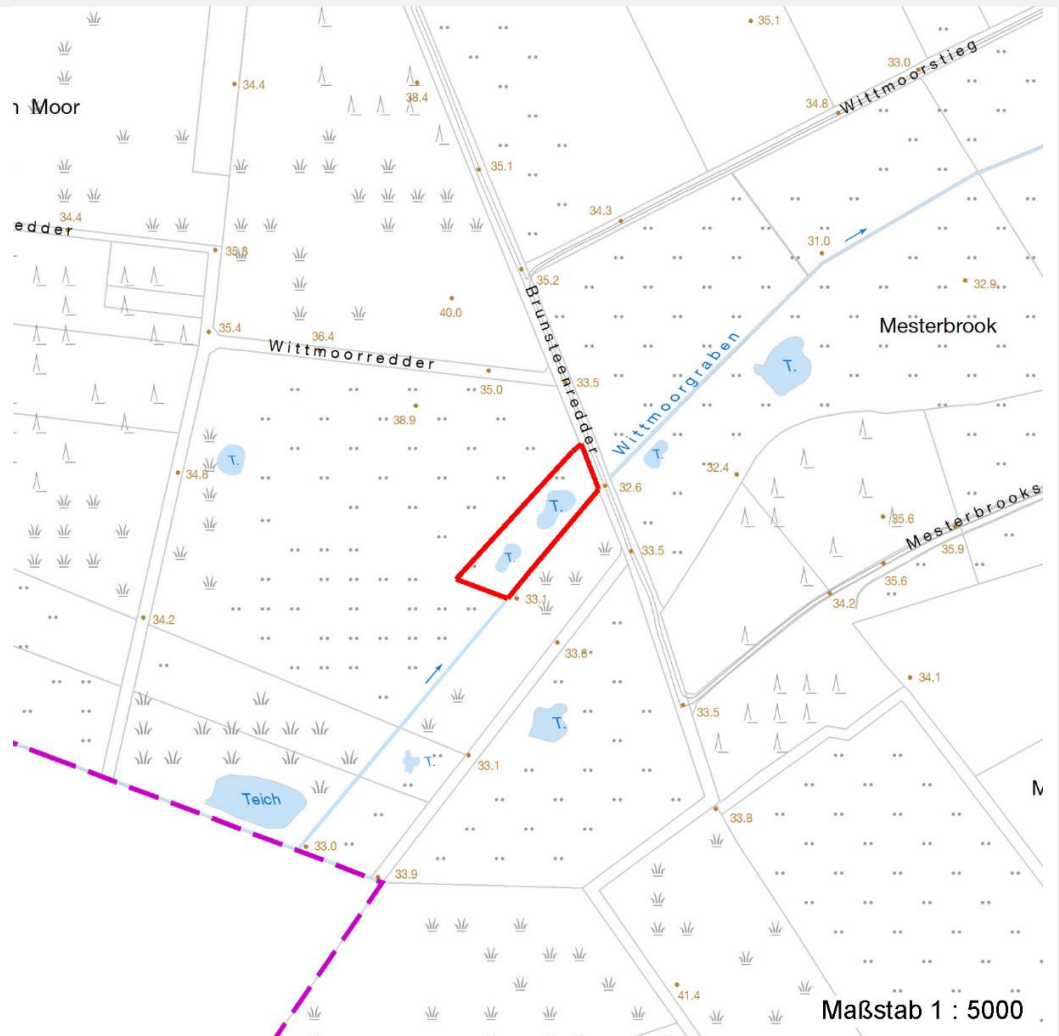 35.1
33.0
Wittmoorstieg
34.4
38.4
34.8
n Moor
35.1
34.4
34.3
edder
35.3
31.0
35.2
32.9
40.0
Brunsteenredder
35.4
36.4
Mesterbrook
Wittmoorredder
Wittmoorgraben
33.5
T.
35.0
38.9
T.
T.
34.8
32.4
32.6
Mesterbrooks
T.
35.6
35.9
33.5
T.
35.6
34.2
33.1
34.2
33.6
34.1
33.5
T.
33.1
T.
M
Teich
33.8
33.0
33.9
41.4
Maßstab 1 : 5000